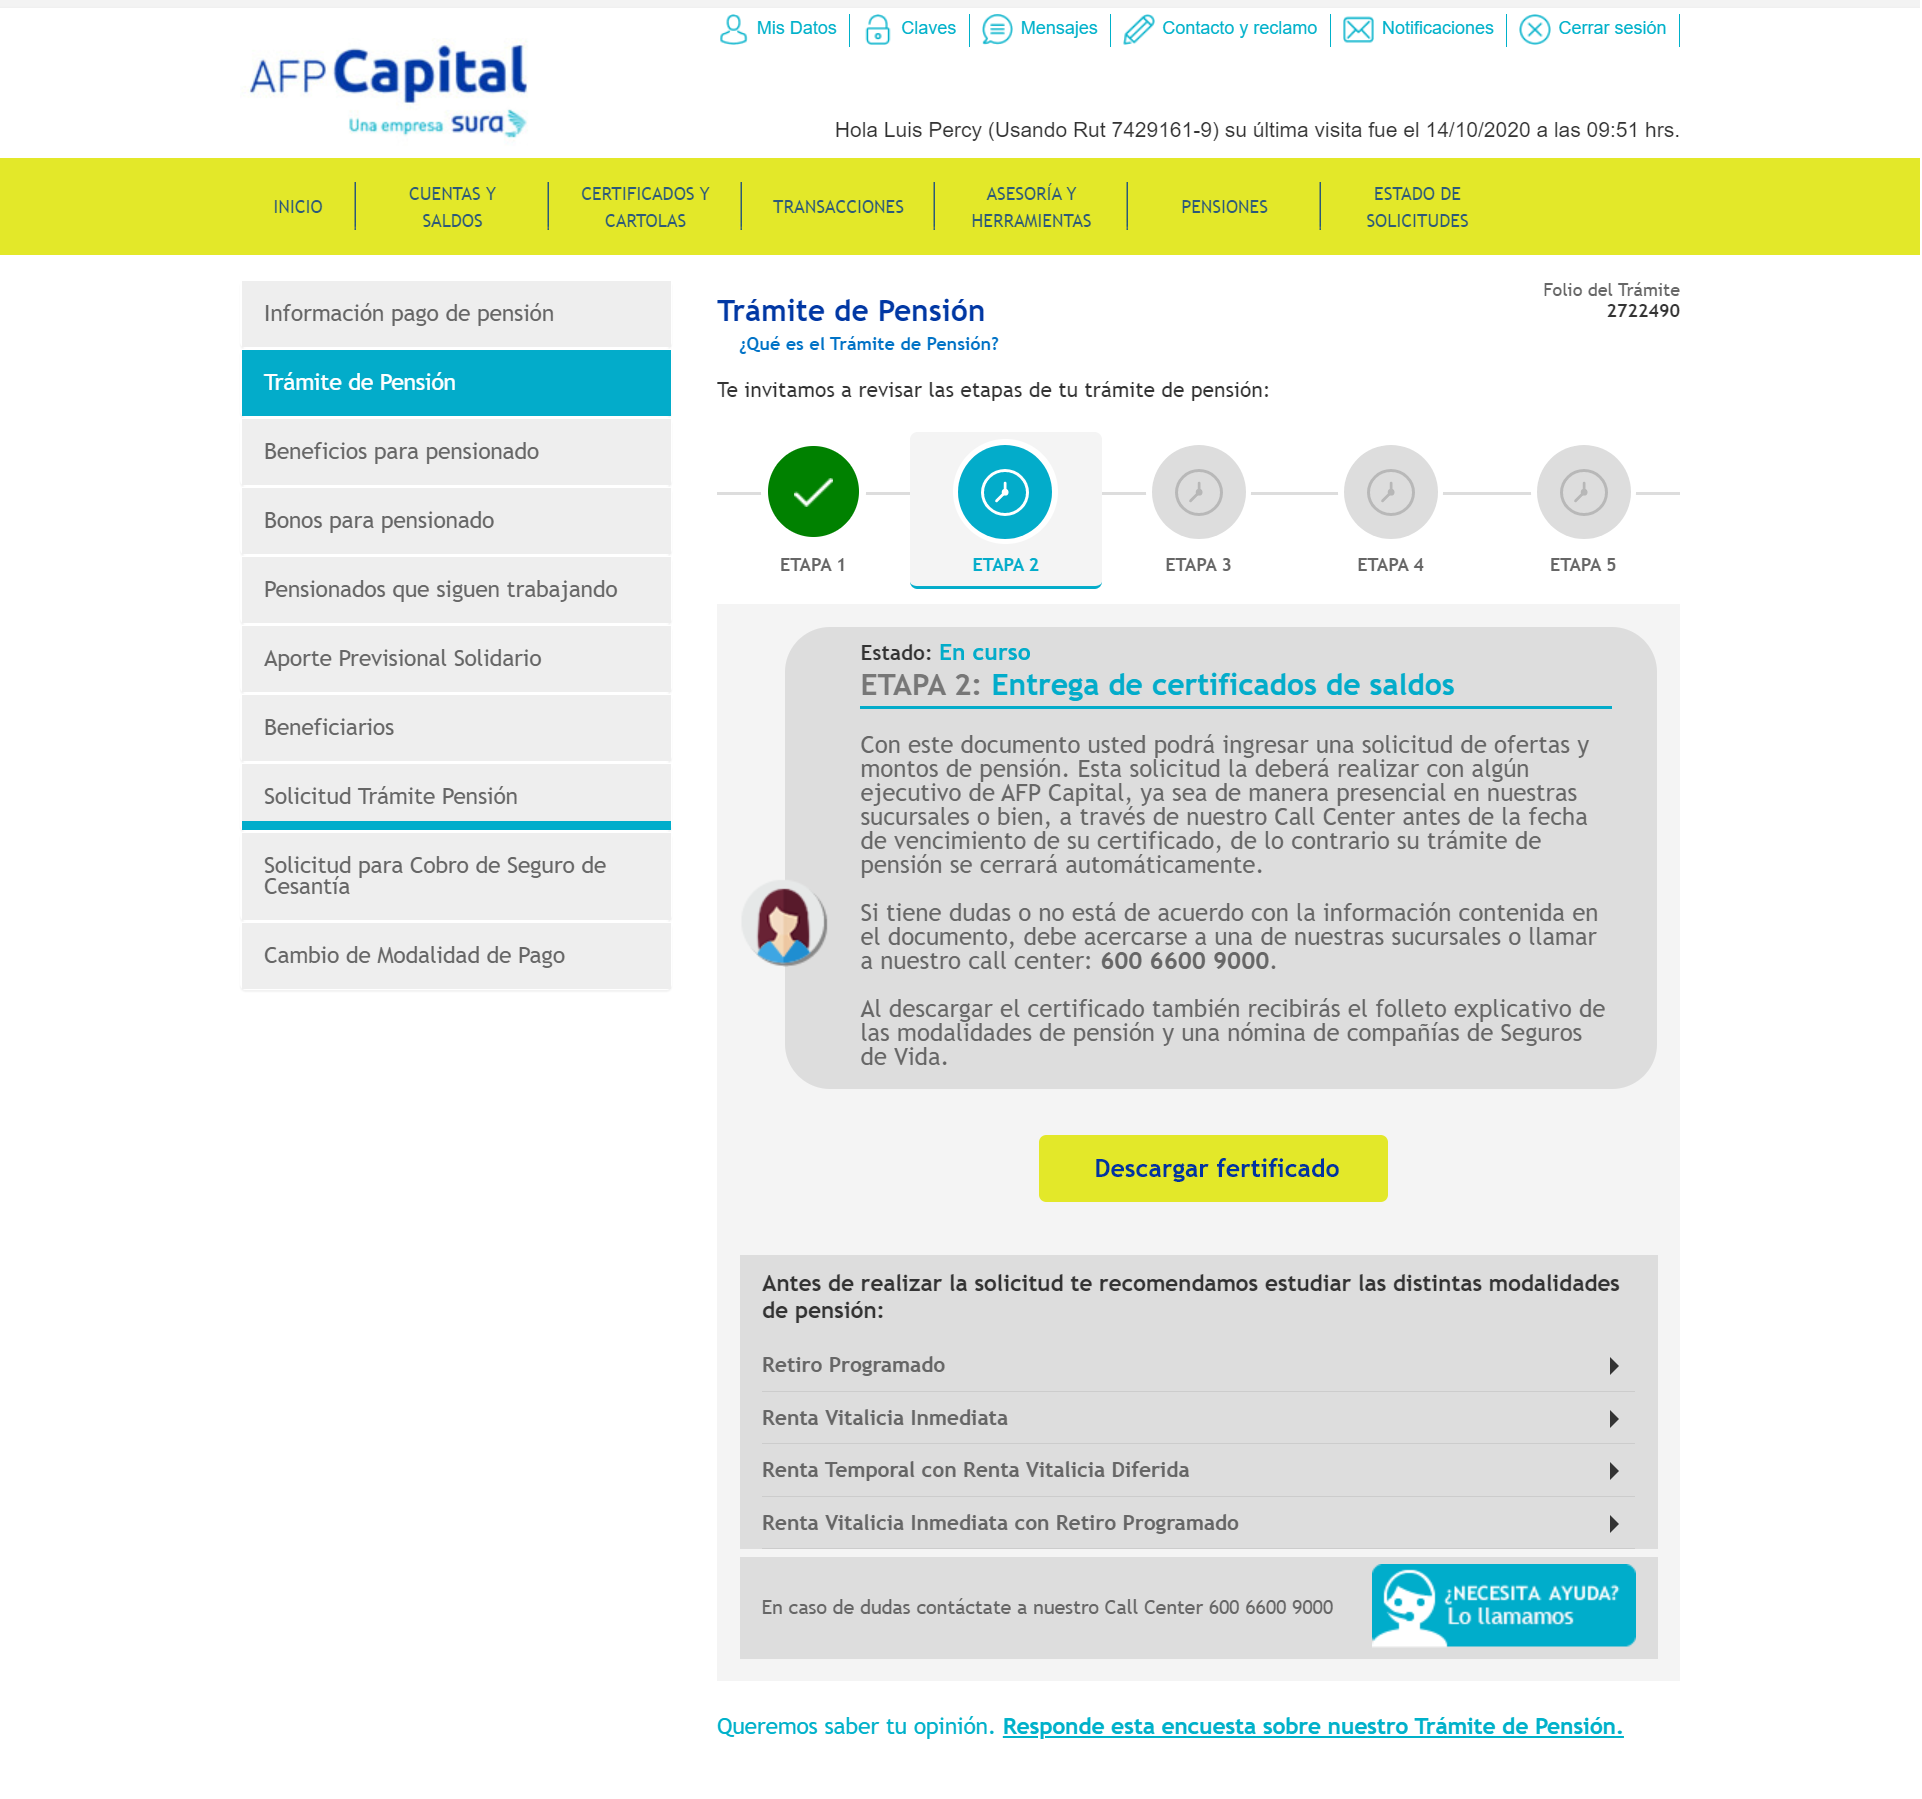 Mis Datos
Claves
Mensajes
Contacto y reclamo
Notificaciones
Cerrar sesión
AFP Capital
Una empresa sura
Hola Luis Percy (Usando Rut 7429161-9) su última visita fue el 14/10/2020 a las 09:51 hrs.
INICIO
CUENTAS Y
SALDOS
CERTIFICADOS Y
CARTOLAS
TRANSACCIONES
ASESORÍA Y
HERRAMIENTAS
PENSIONES
ESTADO DE
SOLICITUDES
Información pago de pensión
Trámite de Pensión
Beneficios para pensionado
Bonos para pensionado
Pensionados que siguen trabajando
Aporte Previsional Solidario
Beneficiarios
Solicitud Trámite Pensión
Solicitud para Cobro de Seguro de
Cesantía
Cambio de Modalidad de Pago
Folio del Trámite
2722490
Trámite de Pensión
¿Qué es el Trámite de Pensión?
Te invitamos a revisar las etapas de tu trámite de pensión:
ETAPA 1
ETAPA 2
ETAPA 3
ETAPA 4
ETAPA 5
Estado: En curso
ETAPA 2: Entrega de certificados de saldos
Con este documento usted podrá ingresar una solicitud de ofertas y
montos de pensión. Esta solicitud la deberá realizar con algún
ejecutivo de AFP Capital, ya sea de manera presencial en nuestras
sucursales o bien, a través de nuestro Call Center antes de la fecha
de vencimiento de su certificado, de lo contrario su trámite de
pensión se cerrará automáticamente.
Si tiene dudas o no está de acuerdo con la información contenida en
el documento, debe acercarse a una de nuestras sucursales o llamar
a nuestro call center: 600 6600 9000.
Al descargar el certificado también recibirás el folleto explicativo de
las modalidades de pensión y una nómina de compañías de Seguros
de Vida.
Descargar fertificado
Antes de realizar la solicitud te recomendamos estudiar las distintas modalidades
de pensión:
Retiro Programado
Renta Vitalicia Inmediata
Renta Temporal con Renta Vitalicia Diferida
Renta Vitalicia Inmediata con Retiro Programado
En caso de dudas contáctate a nuestro Call Center 600 6600 9000
¿NECESITA AYUDA?
Lo llamamos
Queremos saber tu opinión. Responde esta encuesta sobre nuestro Trámite de Pensión.